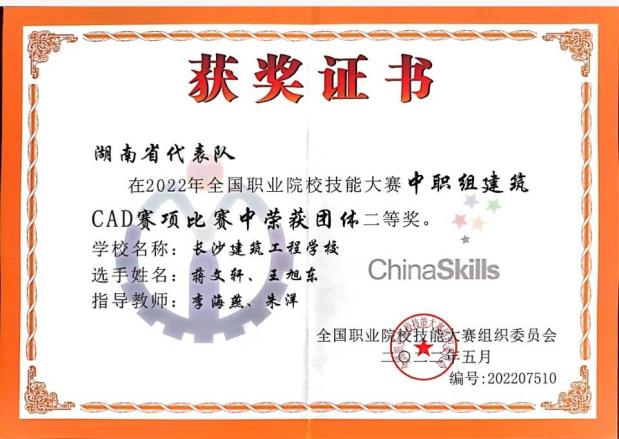 获奖证书
湖南省代表队
在2022年全国职业院校技能大赛中职组建筑
CAD赛项比赛中荣获团体二等奖。
学校名称：长沙建筑工程学校
选手姓名：蒋文轩、王旭东
指导教师：李海燕、朱洋
ChinaSkills
全国职业院校技能大赛组织委员会
二〇二二年五月
编号:202207510